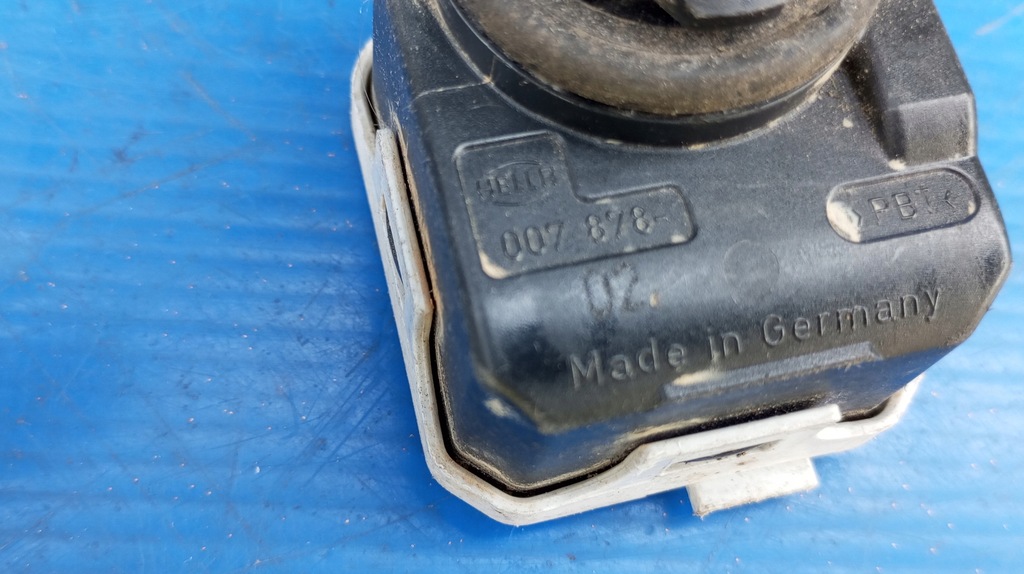 HELLA
007 878-
02
>PBT<
Made in Germany